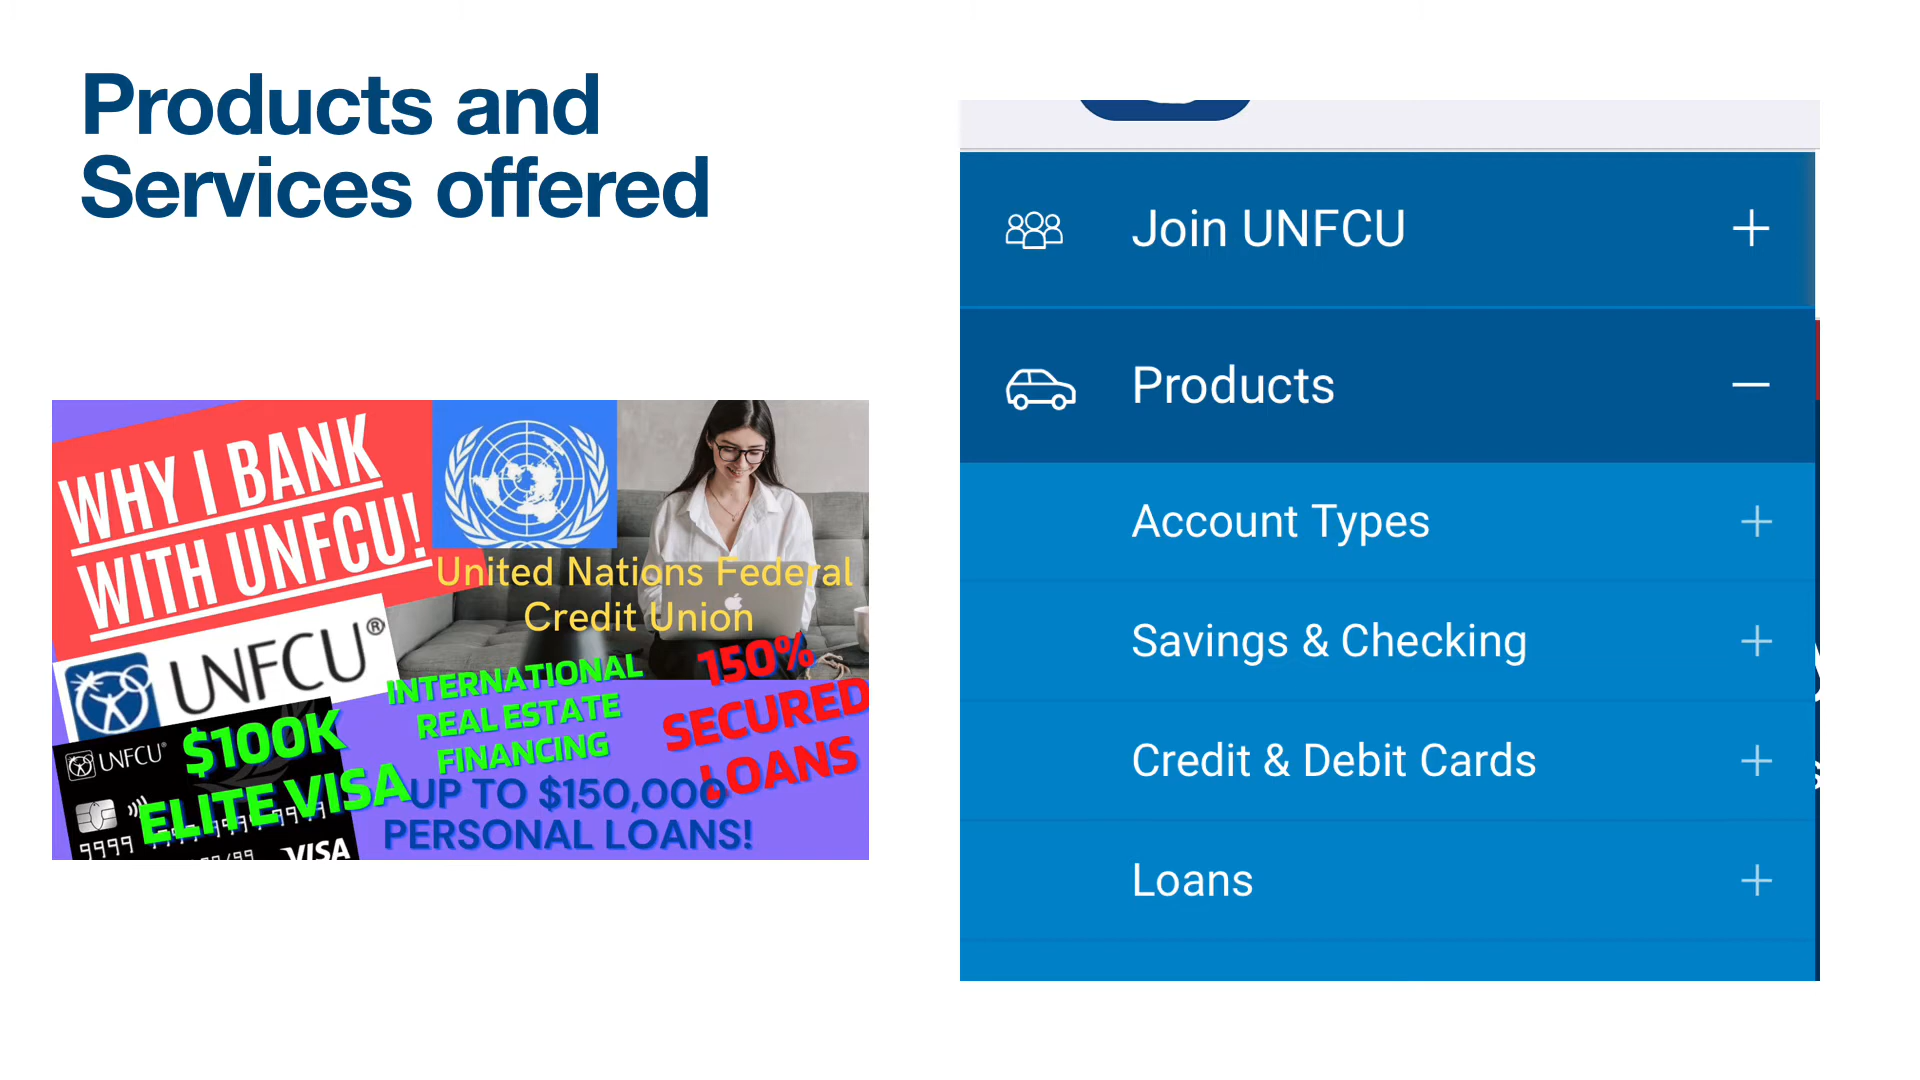 Products and
Services offered
WHY I BANK
WITH UNFCU!
United Nations Federal
Credit Union
UNFCU®
INTERNATIONAL
REAL ESTATE
FINANCING
150%
SECURED
LOANS
UNFCU®
$100K
ELITE VISA
UP TO $150,000
PERSONAL LOANS!
9999
VISA
Join UNFCU
Products
Account Types
Savings & Checking
Credit & Debit Cards
Loans